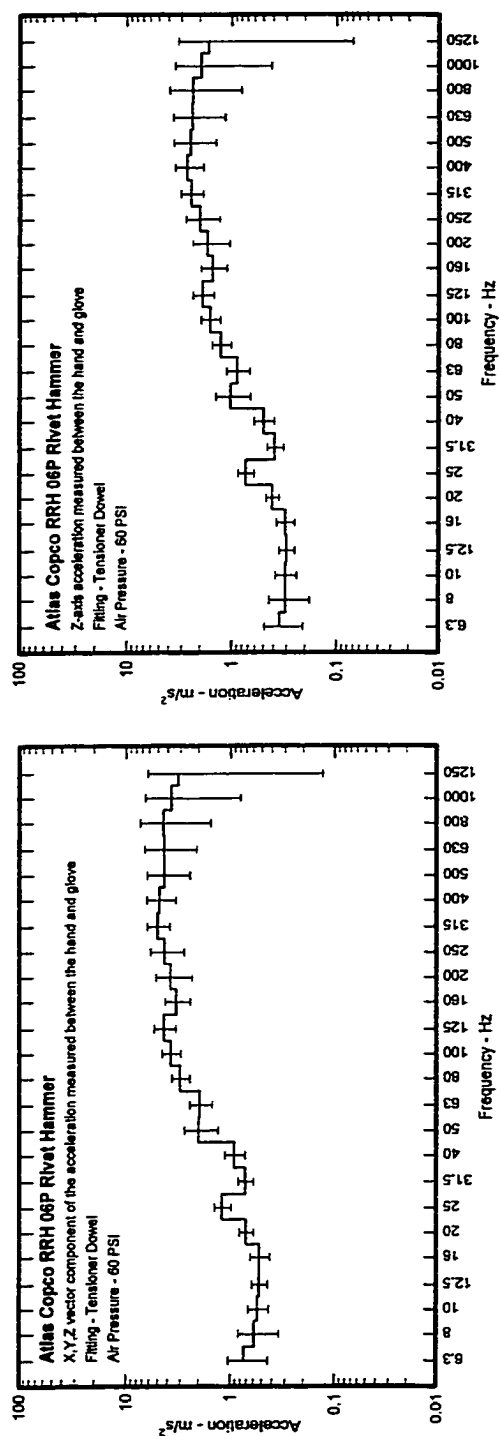 Atlas Copco RRH 06P Rivet Hammer
X,Y,Z vector component of the acceleration measured between the hand and glove
Fitting - Tensioner Dowel
Air Pressure - 60 PSI
Acceleration - m/s²
100
10
1
0.1
0.01
6.3 8 10 12.5 16 20 25 31.5 40 50 63 80 100 125 160 200 250 315 400 500 630 800 1000 1250
Frequency - Hz
Atlas Copco RRH 06P Rivet Hammer
Z-axis acceleration measured between the hand and glove
Fitting - Tensioner Dowel
Air Pressure - 60 PSI
Acceleration - m/s²
100
10
1
0.1
0.01
6.3 8 10 12.5 16 20 25 31.5 40 50 63 80 100 125 160 200 250 315 400 500 630 800 1000 1250
Frequency - Hz